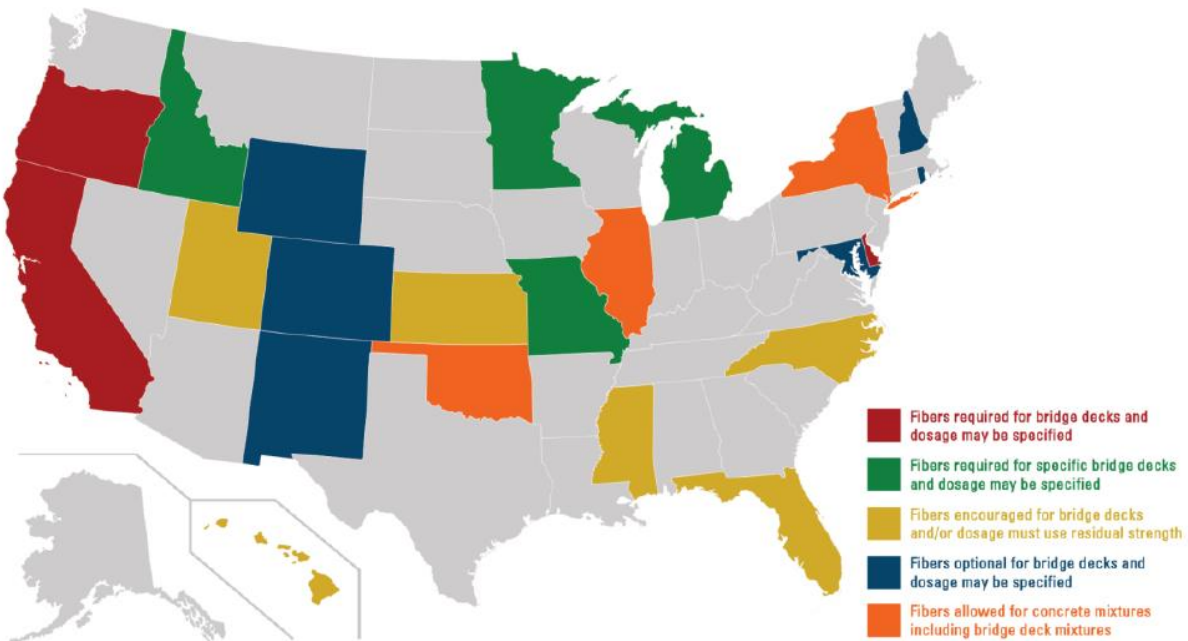 Fibers required for bridge decks and
dosage may be specified
Fibers required for specific bridge decks
and dosage may be specified
Fibers encouraged for bridge decks
and/or dosage must use residual strength
Fibers optional for bridge decks and
dosage may be specified
Fibers allowed for concrete mixtures
including bridge deck mixtures